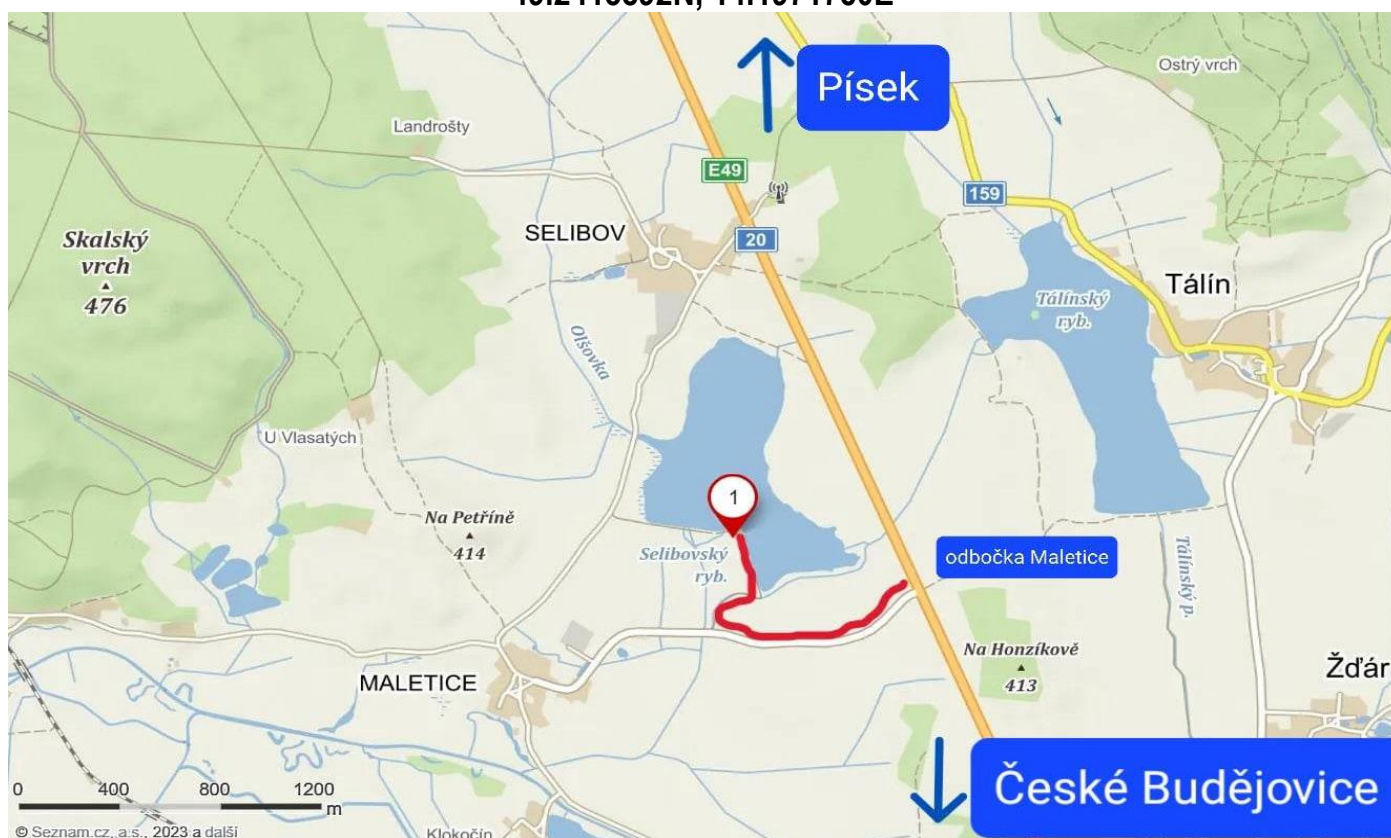 Písek
Ostrý vrch
Landrošty
E49
159
SELIBOV
20
Skalský
vrch
476
Tálínský
ryb.
Tálín
Olšovka
U Vlasatých
1
Na Petříně
414
Selibovský
ryb.
odbočka Maletice
Tálínský p.
Na Honzíkově
413
Žďár
MALETICE
České Budějovice
0 400 800 1200
m
© Seznam.cz, a.s., 2023 a další
Klokočín